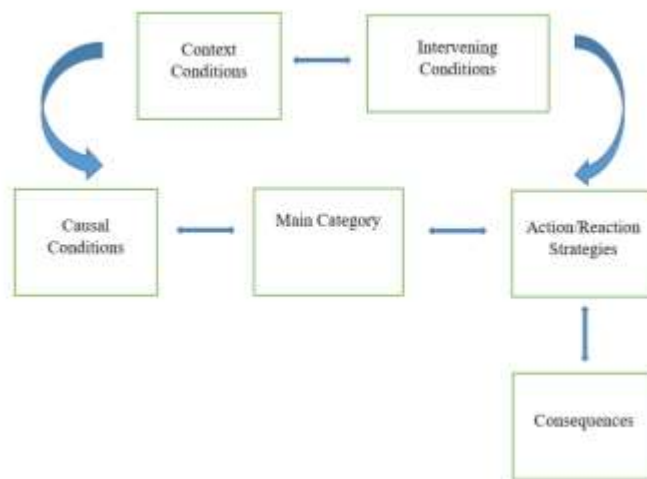 Context
Conditions
Intervening
Conditions
Causal
Conditions
Main Category
Action/Reaction
Strategies
Consequences